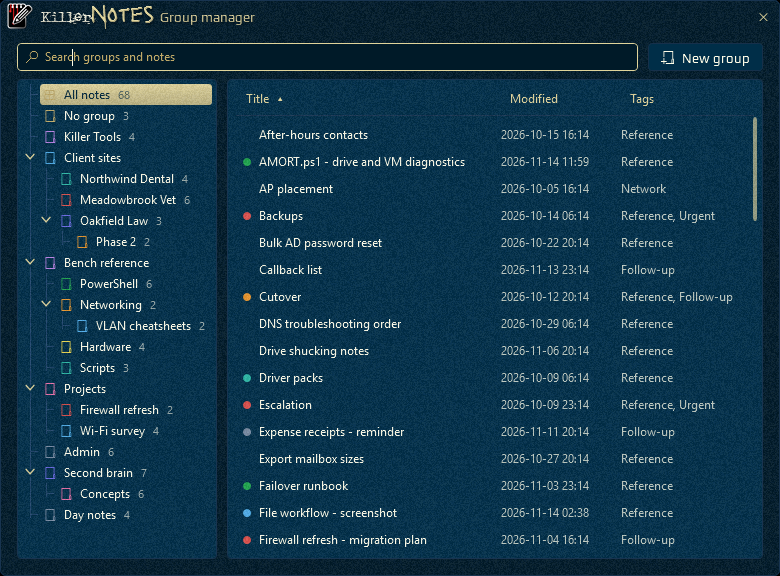 KillerNOTES Group manager
Search groups and notes
New group
All notes 68
No group 3
Killer Tools 4
Client sites
Northwind Dental 4
Meadowbrook Vet 6
Oakfield Law 3
Phase 2 2
Bench reference
PowerShell 6
Networking 2
VLAN cheatsheets 2
Hardware 4
Scripts 3
Projects
Firewall refresh 2
Wi-Fi survey 4
Admin 6
Second brain 7
Concepts 6
Day notes 4
Title Modified Tags
After-hours contacts 2026-10-15 16:14 Reference
AMORT.ps1 - drive and VM diagnostics 2026-11-14 11:59 Reference
AP placement 2026-10-05 16:14 Network
Backups 2026-10-14 06:14 Reference, Urgent
Bulk AD password reset 2026-10-22 20:14 Reference
Callback list 2026-11-13 23:14 Follow-up
Cutover 2026-10-12 20:14 Reference, Follow-up
DNS troubleshooting order 2026-10-29 06:14 Reference
Drive shucking notes 2026-11-06 20:14 Reference
Driver packs 2026-10-09 06:14 Reference
Escalation 2026-10-09 23:14 Reference, Urgent
Expense receipts - reminder 2026-11-11 20:14 Follow-up
Export mailbox sizes 2026-10-27 20:14 Reference
Failover runbook 2026-11-03 23:14 Reference
File workflow - screenshot 2026-11-14 02:38 Reference
Firewall refresh - migration plan 2026-11-04 16:14 Follow-up